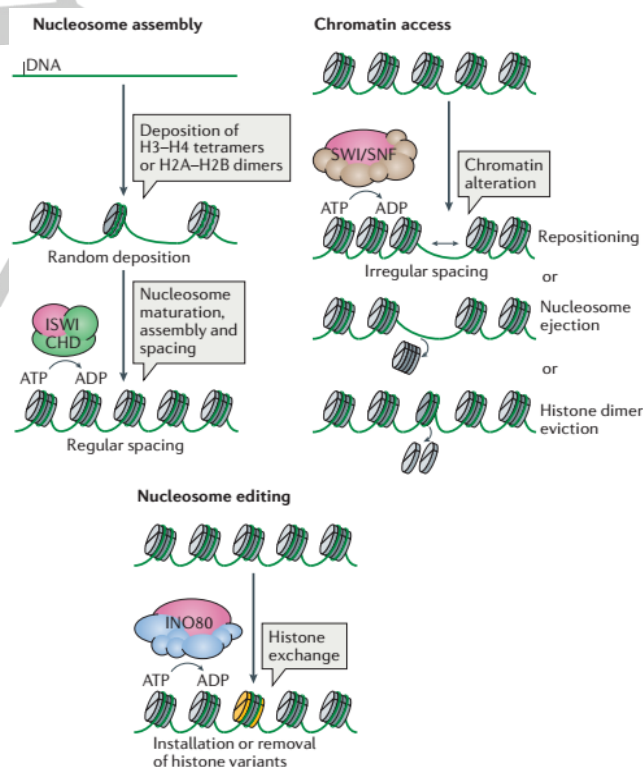 Nucleosome assembly
DNA
Deposition of
H3–H4 tetramers
or H2A–H2B dimers
Random deposition
Nucleosome
maturation,
assembly and
spacing
ISWI
CHD
ATP
ADP
Regular spacing
Chromatin access
SWI/SNF
Chromatin
alteration
ATP
ADP
Repositioning
Irregular spacing
or
Nucleosome
ejection
or
Histone dimer
eviction
Nucleosome editing
INO80
Histone
exchange
ATP
ADP
Installation or removal
of histone variants